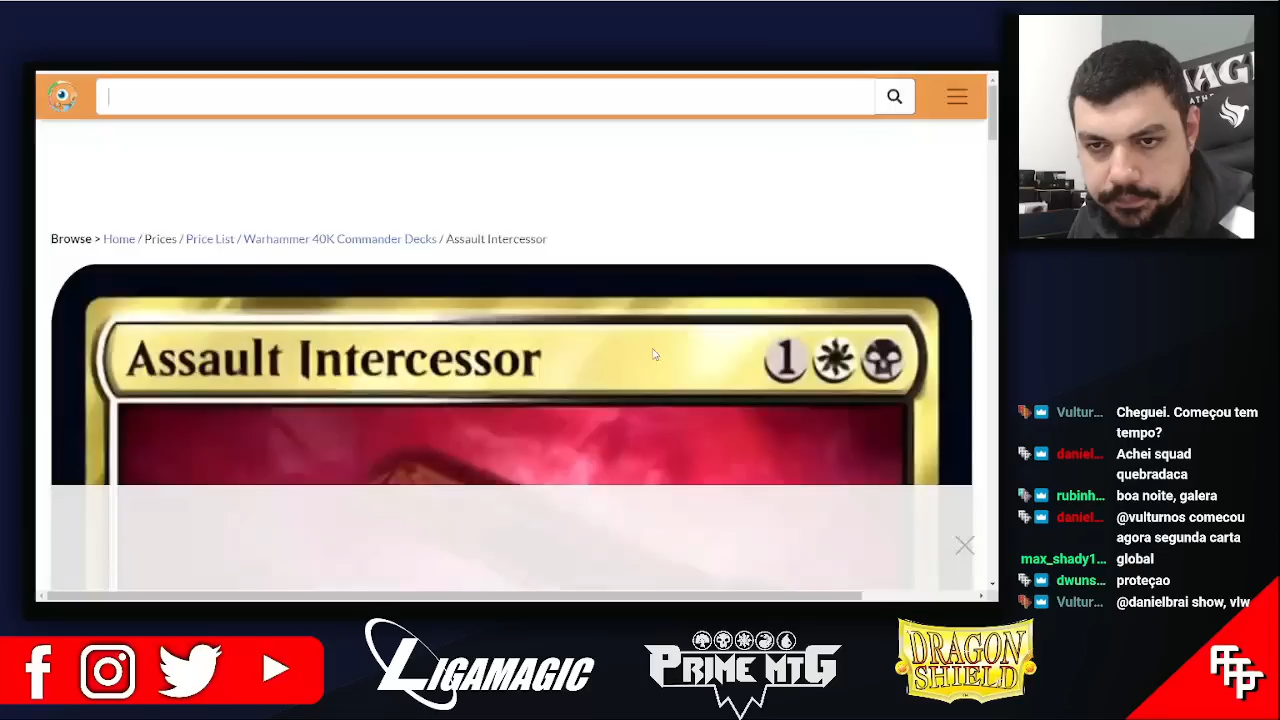 Browse > Home / Prices / Price List / Warhammer 40K Commander Decks / Assault Intercessor
Assault Intercessor 1
Vultur... Cheguei. Começou tem
tempo?
daniel... Achei squad
quebradaca
rubinh... boa noite, galera
daniel... @vulturnos comecou
agora segunda carta
max_shady1... global
dwuns... proteçao
Vultur... @danielbrai show, vlw
LIGAMAGIC
PRIME MTG
DRAGON
SHIELD